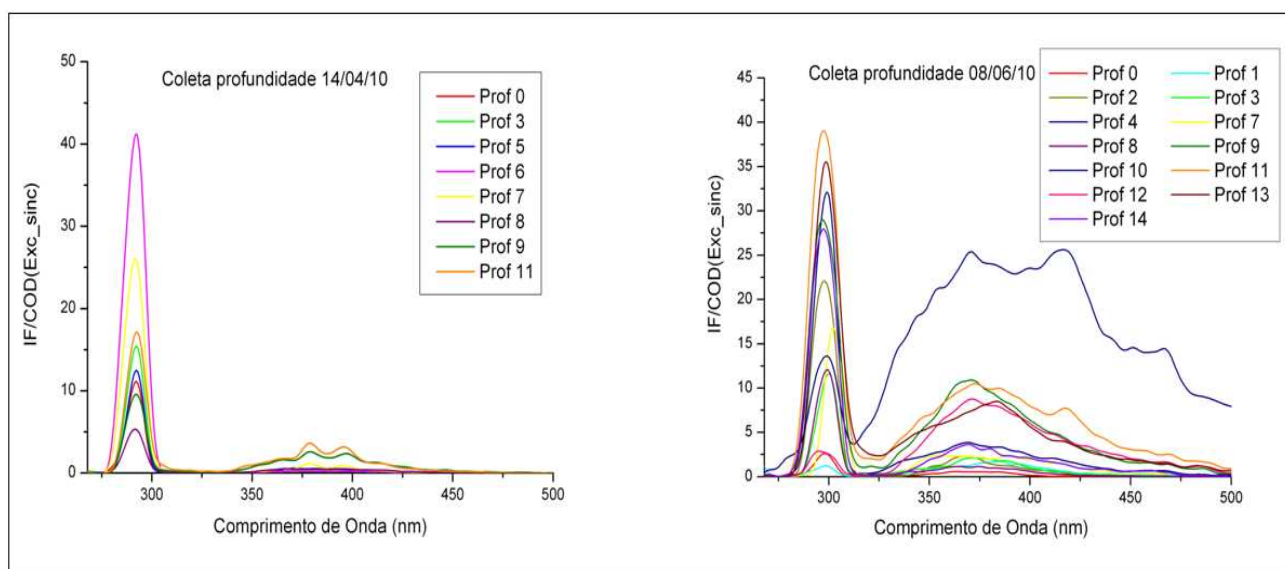 Coleta profundidade 14/04/10
IF/COD(Exc_sinc)
50
40
30
20
10
0
300
350
400
450
500
Comprimento de Onda (nm)
Prof 0
Prof 3
Prof 5
Prof 6
Prof 7
Prof 8
Prof 9
Prof 11
Coleta profundidade 08/06/10
IF/COD(Exc_sinc)
45
40
35
30
25
20
15
10
5
0
300
350
400
450
500
Comprimento de Onda (nm)
Prof 0 Prof 1
Prof 2 Prof 3
Prof 4 Prof 7
Prof 8 Prof 9
Prof 10 Prof 11
Prof 12 Prof 13
Prof 14